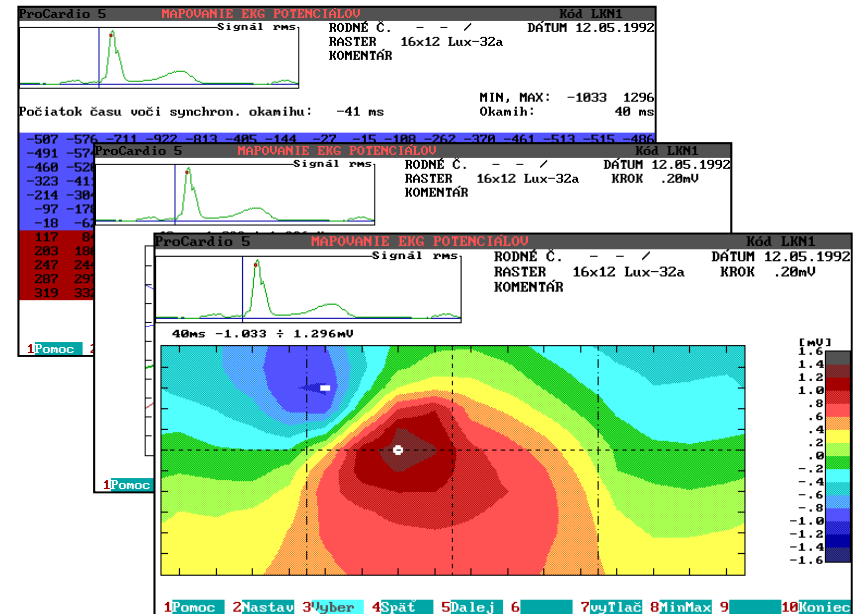 ProCardio 5 MAPOVANIE EKG POTENCIÁLOV Kód LKN1
Signál rms RODNÉ Č. - - / DÁTUM 12.05.1992
RASTER 16x12 Lux-32a
KOMENTÁR
MIN, MAX: -1033 1296
Počiatok času voči synchron. okamihu: -41 ms Okamih: 40 ms
-507 -576 -711 -922 -813 -405 -144 -27 -15 -108 -262 -370 -461 -513 -515 -486
-491
-460
-323
-214
-97
-18
117
203
247
287
319
1Pomoc
ProCardio 5 MAPOVANIE EKG POTENCIÁLOV Kód LKN1
Signál rms RODNÉ Č. - - / DÁTUM 12.05.1992
RASTER 16x12 Lux-32a KROK .20mV
KOMENTÁR
1Pomoc
ProCardio 5 MAPOVANIE EKG POTENCIÁLOV Kód LKN1
Signál rms RODNÉ Č. - - / DÁTUM 12.05.1992
RASTER 16x12 Lux-32a KROK .20mV
KOMENTÁR
40ms -1.033 ÷ 1.296mV
[mV]
1.6
1.4
1.2
1.0
.8
.6
.4
.2
.0
-.2
-.4
-.6
-.8
-1.0
-1.2
-1.4
-1.6
1Pomoc 2Nastav 3Vyber 4Späť 5Ďalej 6 7vyTlač 8MinMax 9 10Koniec